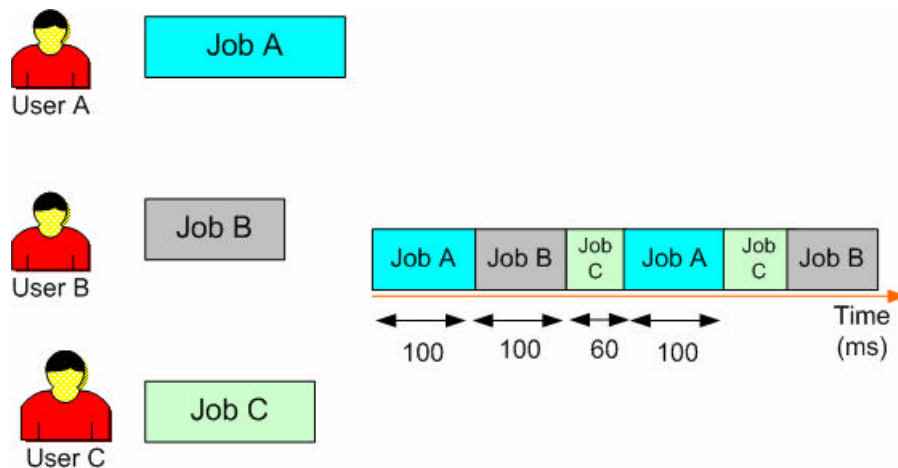 Job A
User A
Job B
User B
Job A Job B Job C Job A Job C Job B
100 100 60 100
Time
(ms)
Job C
User C